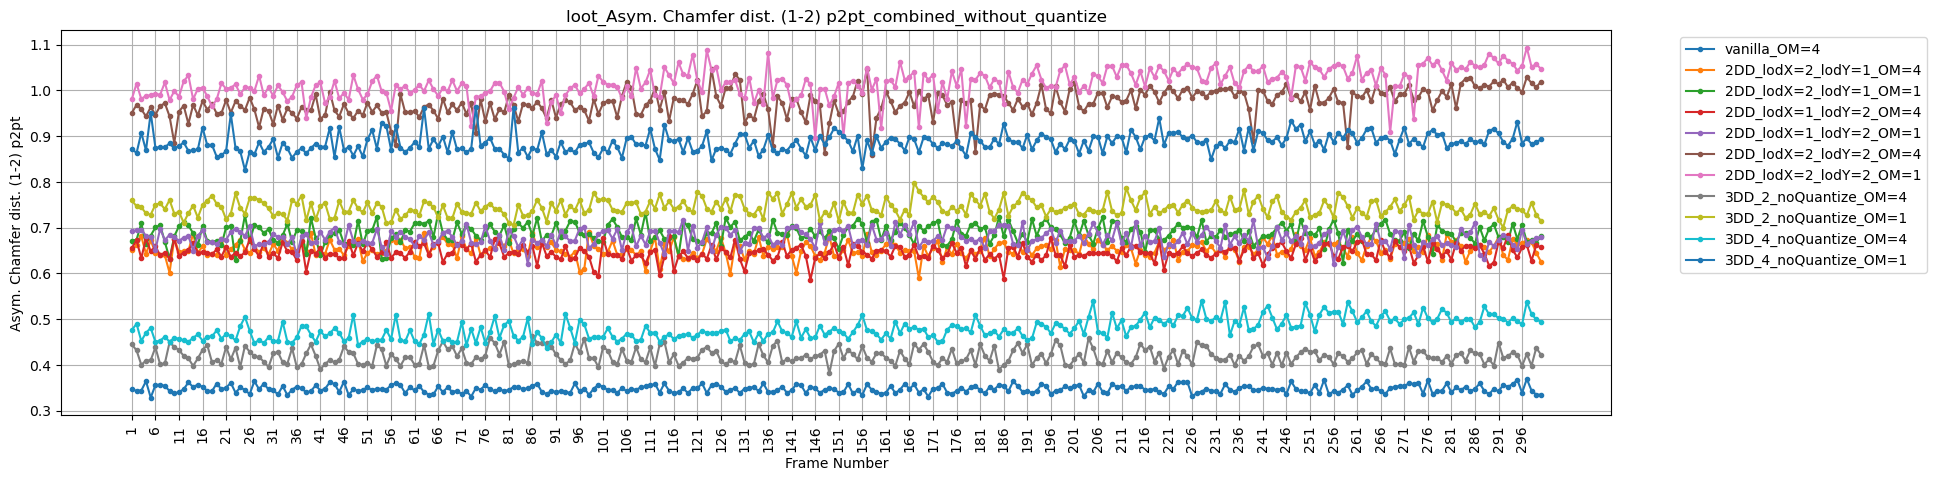 loot_Asym. Chamfer dist. (1-2) p2pt_combined_without_quantize
Asym. Chamfer dist. (1-2) p2pt
1.1
1.0
0.9
0.8
0.7
0.6
0.5
0.4
0.3
1 6 11 16 21 26 31 36 41 46 51 56 61 66 71 76 81 86 91 96 101 106 111 116 121 126 131 136 141 146 151 156 161 166 171 176 181 186 191 196 201 206 211 216 221 226 231 236 241 246 251 256 261 266 271 276 281 286 291 296
Frame Number
vanilla_OM=4
2DD_lodX=2_lodY=1_OM=4
2DD_lodX=2_lodY=1_OM=1
2DD_lodX=1_lodY=2_OM=4
2DD_lodX=1_lodY=2_OM=1
2DD_lodX=2_lodY=2_OM=4
2DD_lodX=2_lodY=2_OM=1
3DD_2_noQuantize_OM=4
3DD_2_noQuantize_OM=1
3DD_4_noQuantize_OM=4
3DD_4_noQuantize_OM=1